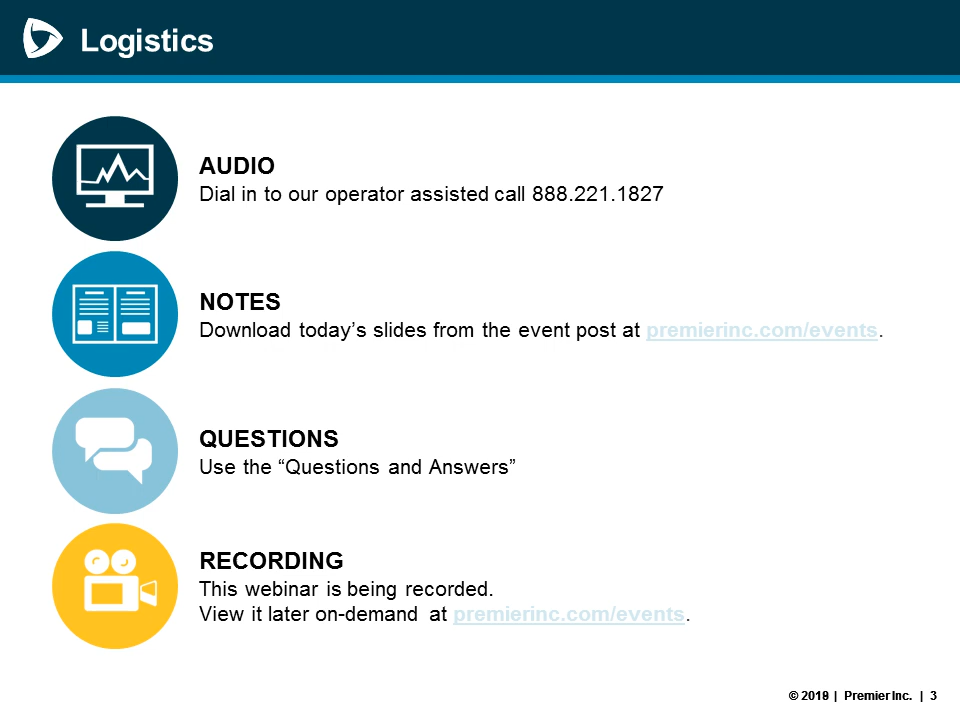 Logistics
AUDIO
Dial in to our operator assisted call 888.221.1827
NOTES
Download today’s slides from the event post at premierinc.com/events.
QUESTIONS
Use the “Questions and Answers”
RECORDING
This webinar is being recorded.
View it later on-demand at premierinc.com/events.
© 2019 | Premier Inc. | 3